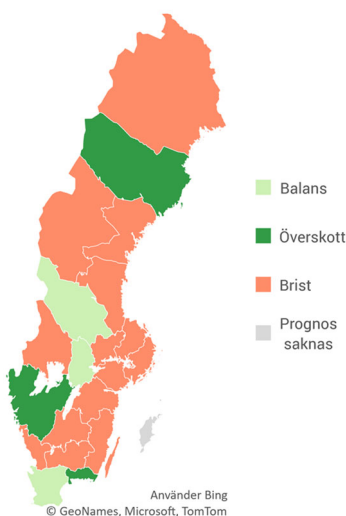 Balans
Överskott
Brist
Prognos
saknas
Använder Bing
© GeoNames, Microsoft, TomTom